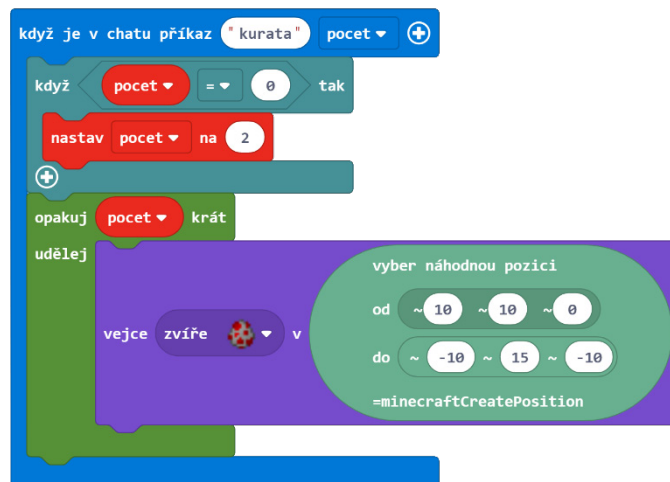 když je v chatu příkaz "kurata" pocet
když pocet = 0 tak
nastav pocet na 2
opakuj pocet krát
udělej
vyber náhodnou pozici
od ~ 10 ~ 10 ~ 0
vejce zvíře v
do ~ -10 ~ 15 ~ -10
=minecraftCreatePosition